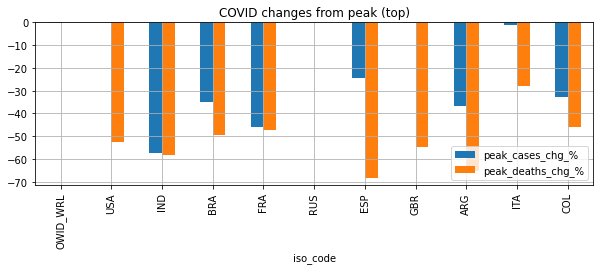 COVID changes from peak (top)
0
−10
−20
−30
−40
−50
−60
−70
peak_cases_chg_%
peak_deaths_chg_%
OWID_WRL
USA
IND
BRA
FRA
RUS
ESP
GBR
ARG
ITA
COL
iso_code